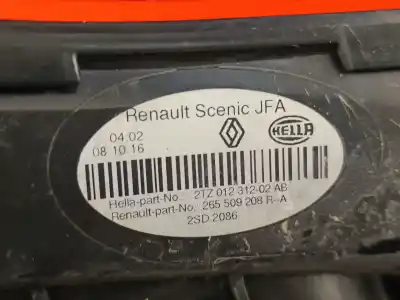 Renault Scenic JFA
04 02
08 10 16
HELLA
Hella-part-No. 2TZ 012 312-02 AB
Renault-part-No. 265 509 208 R-A
2SD 2086